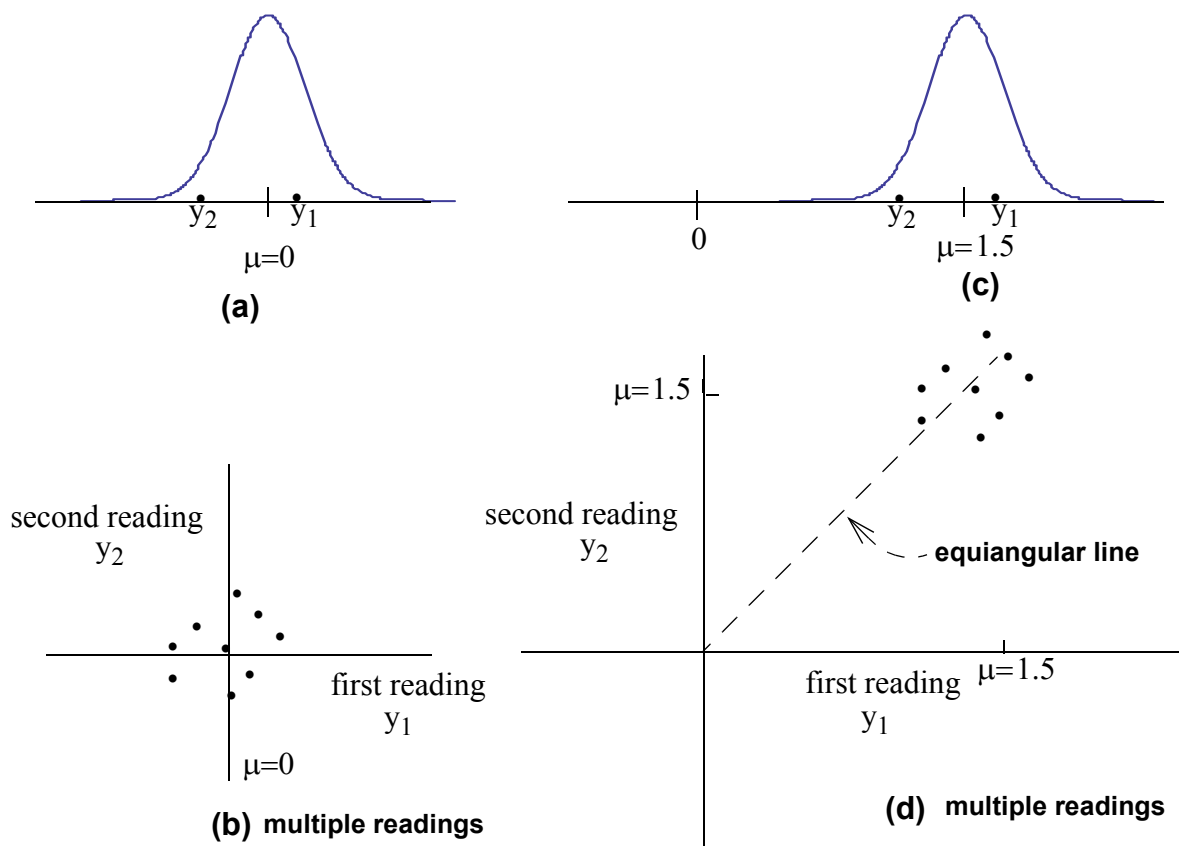 y2 y1
μ=0
(a)
y2 y1
0
μ=1.5
(c)
second reading
y2
first reading
y1
μ=0
(b) multiple readings
μ=1.5
second reading
y2
equiangular line
first reading
y1
μ=1.5
(d) multiple readings